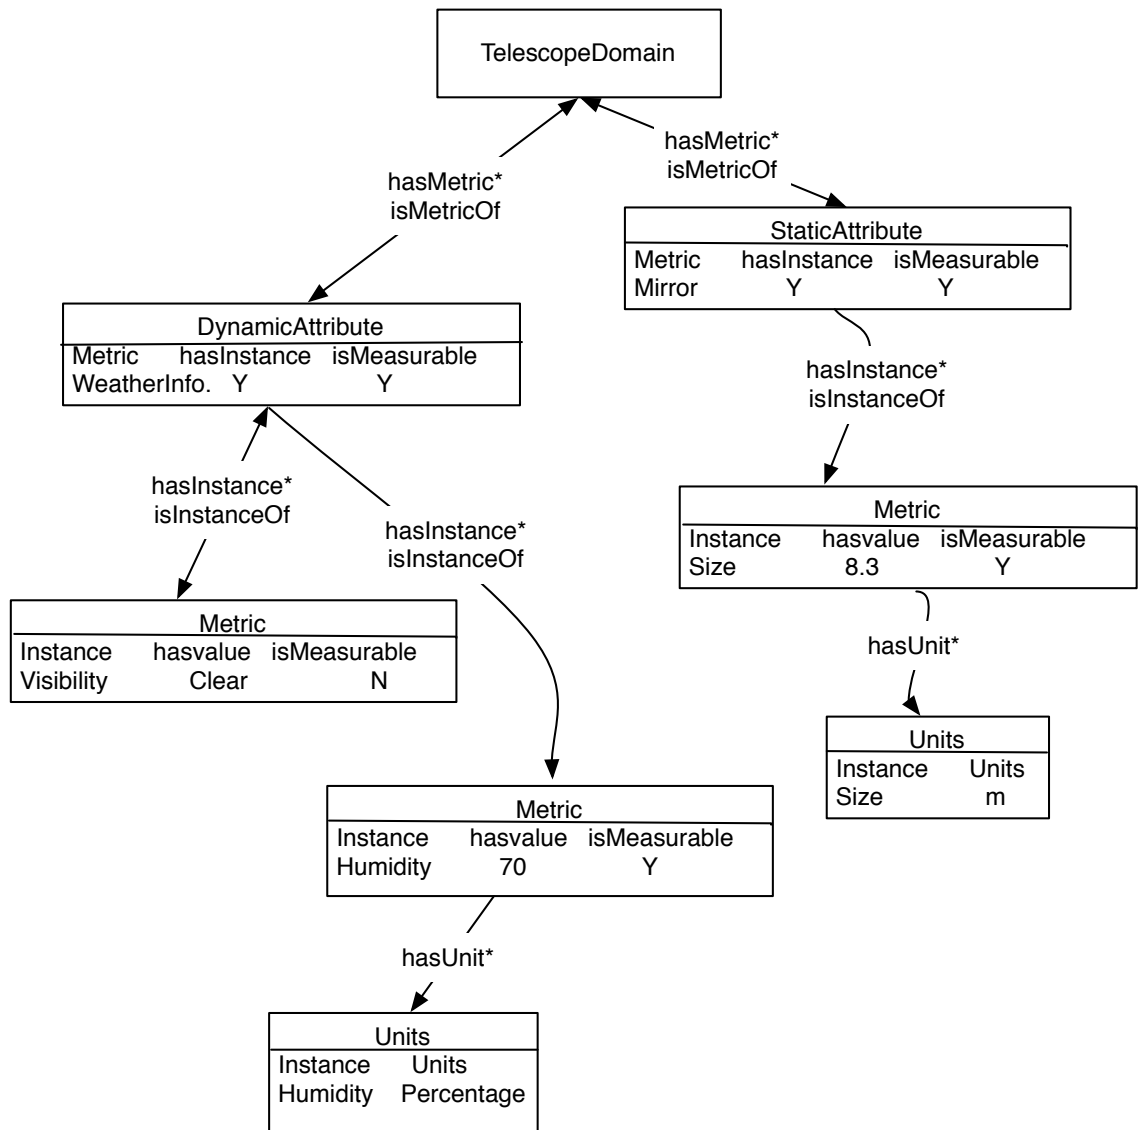 TelescopeDomain
hasMetric*
isMetricOf
hasMetric*
isMetricOf
StaticAttribute
Metric hasInstance isMeasurable
Mirror Y Y
DynamicAttribute
Metric hasInstance isMeasurable
WeatherInfo. Y Y
hasInstance*
isInstanceOf
hasInstance*
isInstanceOf
hasInstance*
isInstanceOf
Metric
Instance hasvalue isMeasurable
Size 8.3 Y
Metric
Instance hasvalue isMeasurable
Visibility Clear N
hasUnit*
Units
Instance Units
Size m
Metric
Instance hasvalue isMeasurable
Humidity 70 Y
hasUnit*
Units
Instance Units
Humidity Percentage